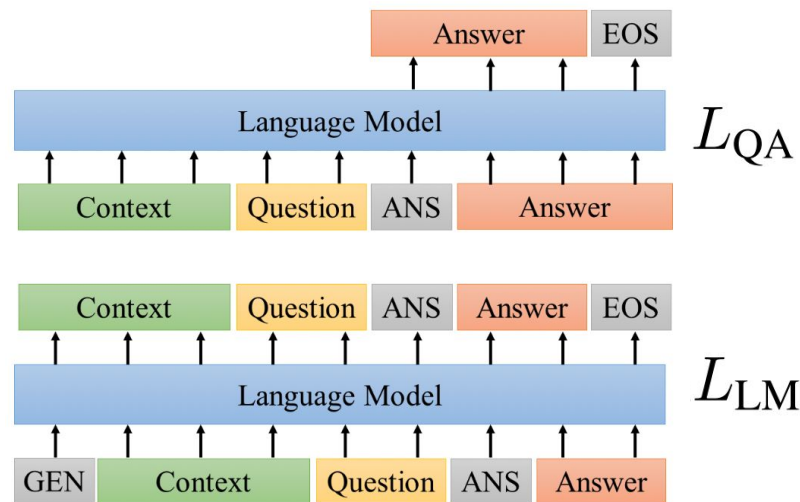 Answer EOS
Language Model
L_QA
Context Question ANS Answer
Context Question ANS Answer EOS
Language Model
L_LM
GEN Context Question ANS Answer